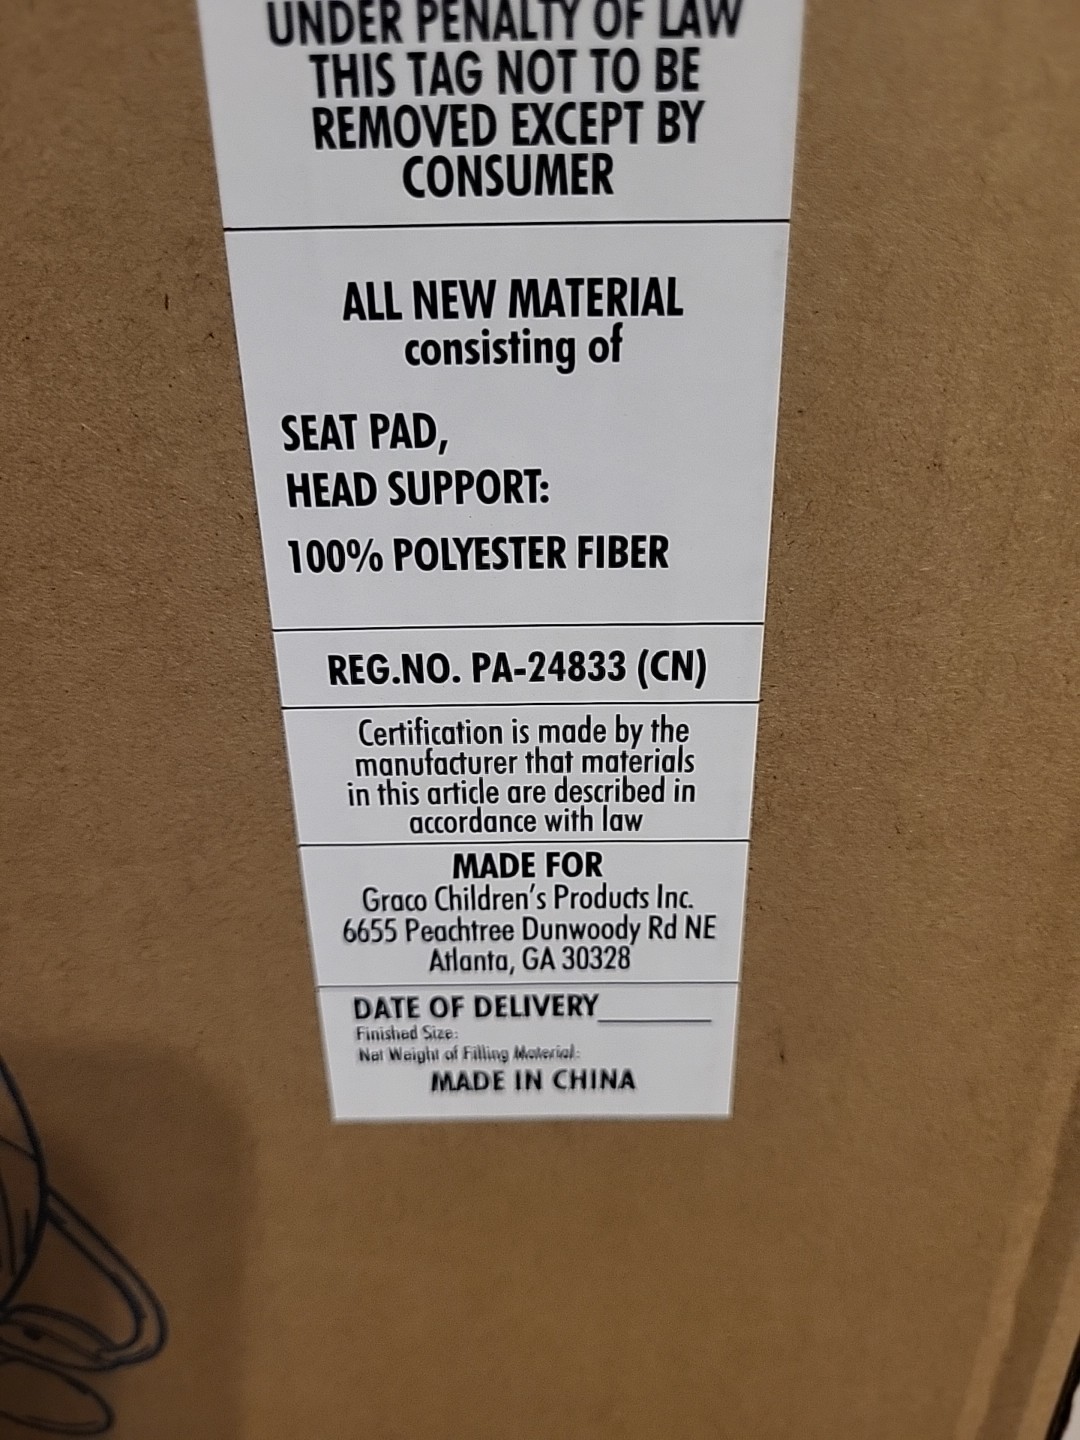 UNDER PENALTY OF LAW
THIS TAG NOT TO BE
REMOVED EXCEPT BY
CONSUMER
ALL NEW MATERIAL
consisting of
SEAT PAD,
HEAD SUPPORT:
100% POLYESTER FIBER
REG.NO. PA-24833 (CN)
Certification is made by the
manufacturer that materials
in this article are described in
accordance with law
MADE FOR
Graco Children's Products Inc.
6655 Peachtree Dunwoody Rd NE
Atlanta, GA 30328
DATE OF DELIVERY________
Finished Size:
Net Weight of Filling Material:
MADE IN CHINA